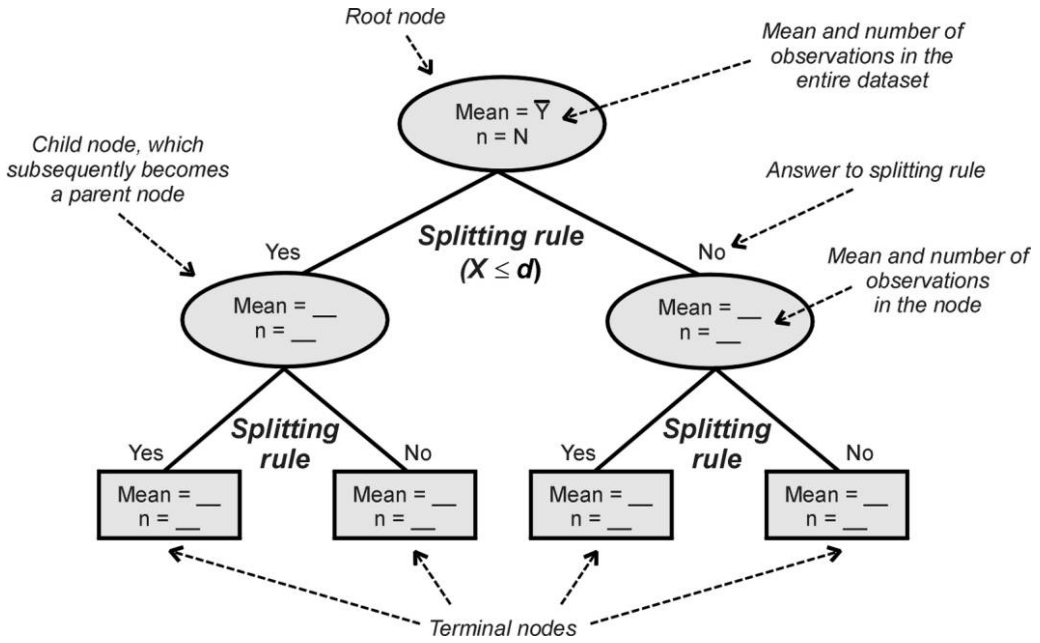 Root node
Mean and number of
observations in the
entire dataset
Mean = Y̅
n = N
Child node, which
subsequently becomes
a parent node
Answer to splitting rule
Yes
Splitting rule
(X ≤ d)
No
Mean and number of
observations
in the node
Mean = __
n = __
Mean = __
n = __
Yes
Splitting
rule
No
Yes
Splitting
rule
No
Mean = __
n = __
Mean = __
n = __
Mean = __
n = __
Mean = __
n = __
Terminal nodes